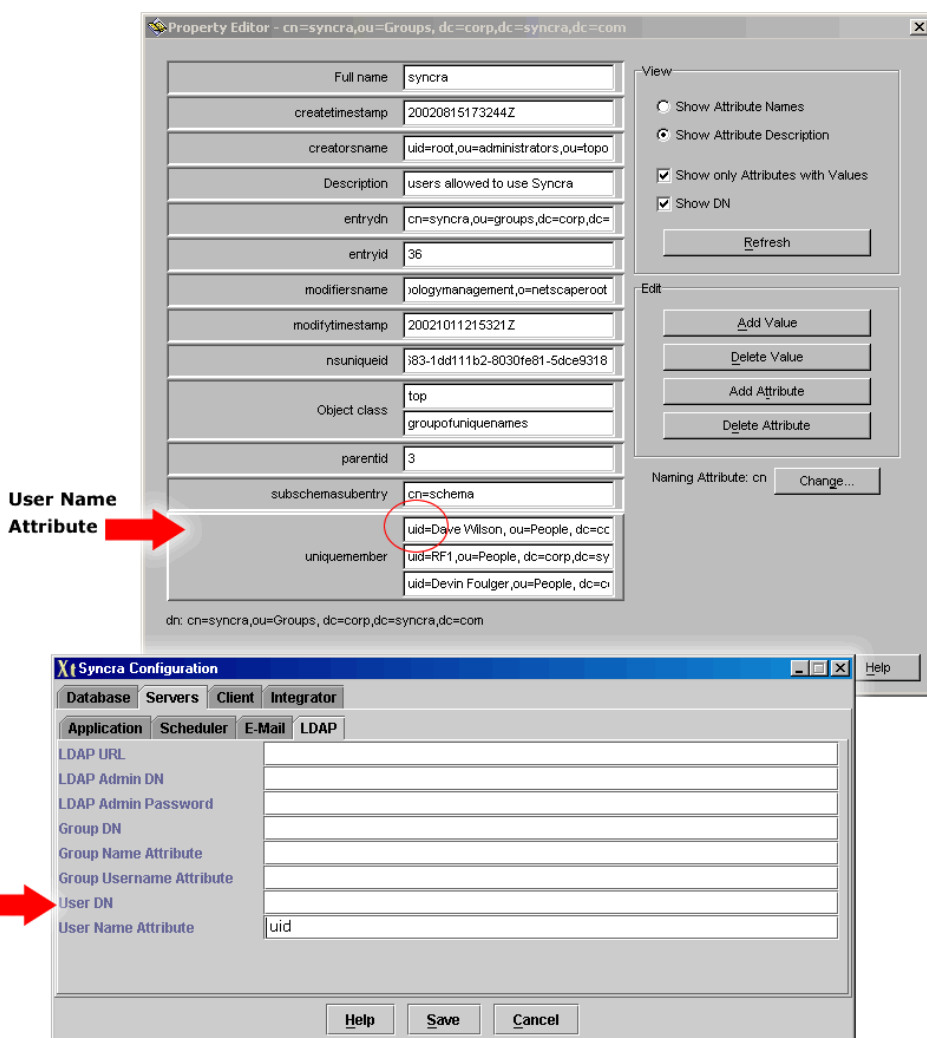 Property Editor - cn=syncra,ou=Groups, dc=corp,dc=syncra,dc=com
Full name syncra
createtimestamp 20020815173244Z
creatorsname uid=root,ou=administrators,ou=topo
Description users allowed to use Syncra
entrydn cn=syncra,ou=groups,dc=corp,dc=
entryid 36
modifiersname ologymanagement,o=netscaperoot
modifytimestamp 20021011215321Z
nsuniqueid 83-1dd111b2-8030fe81-5dce9318
Object class top
groupofuniquenames
parentid 3
subschemasubentry cn=schema
uniquemember uid=Dave Wilson, ou=People, dc=cc
uid=RF1,ou=People, dc=corp,dc=sy
uid=Devin Foulger,ou=People, dc=c
dn: cn=syncra,ou=Groups, dc=corp,dc=syncra,dc=com
View
Show Attribute Names
Show Attribute Description
Show only Attributes with Values
Show DN
Refresh
Edit
Add Value
Delete Value
Add Attribute
Delete Attribute
Naming Attribute: cn Change...
Help
User Name
Attribute
Syncra Configuration
Database Servers Client Integrator
Application Scheduler E-Mail LDAP
LDAP URL
LDAP Admin DN
LDAP Admin Password
Group DN
Group Name Attribute
Group Username Attribute
User DN
User Name Attribute uid
Help Save Cancel